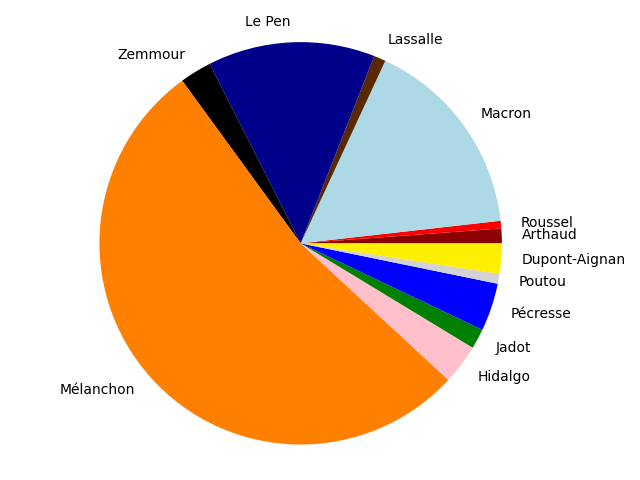 Le Pen
Lassalle
Zemmour
Macron
Roussel
Arthaud
Dupont-Aignan
Poutou
Pécresse
Jadot
Hidalgo
Mélanchon